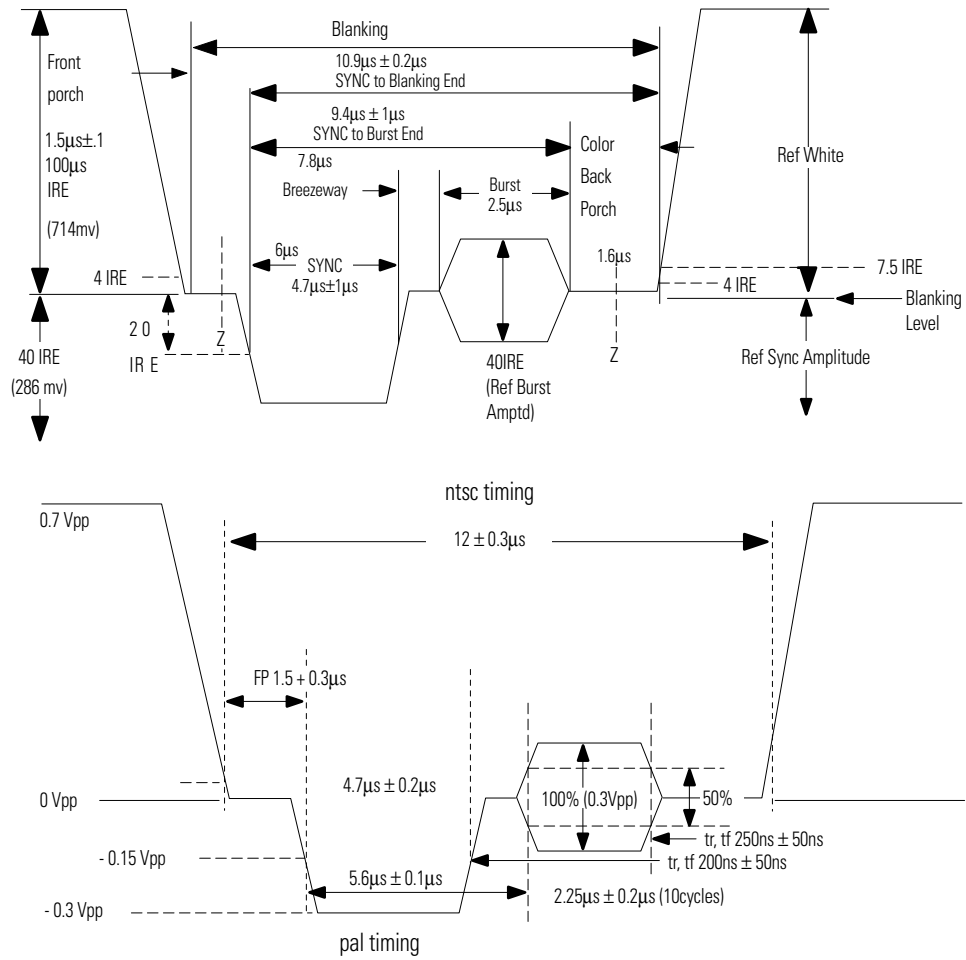 Blanking
10.9µs ± 0.2µs
SYNC to Blanking End
9.4µs ± 1µs
SYNC to Burst End
7.8µs
Front
porch
1.5µs±.1
100µs
IRE
(714mv)
Breezeway
Burst
2.5µs
Color
Back
Porch
Ref White
6µs
SYNC
4.7µs±1µs
1.6µs
4 IRE
7.5 IRE
4 IRE
Blanking
Level
2 0
IR E
Z
Z
40 IRE
(286 mv)
40IRE
(Ref Burst
Amptd)
Ref Sync Amplitude
ntsc timing
0.7 Vpp
12 ± 0.3µs
FP 1.5 + 0.3µs
4.7µs ± 0.2µs
0 Vpp
100% (0.3Vpp)
50%
tr, tf 250ns ± 50ns
- 0.15 Vpp
tr, tf 200ns ± 50ns
5.6µs ± 0.1µs
2.25µs ± 0.2µs (10cycles)
- 0.3 Vpp
pal timing